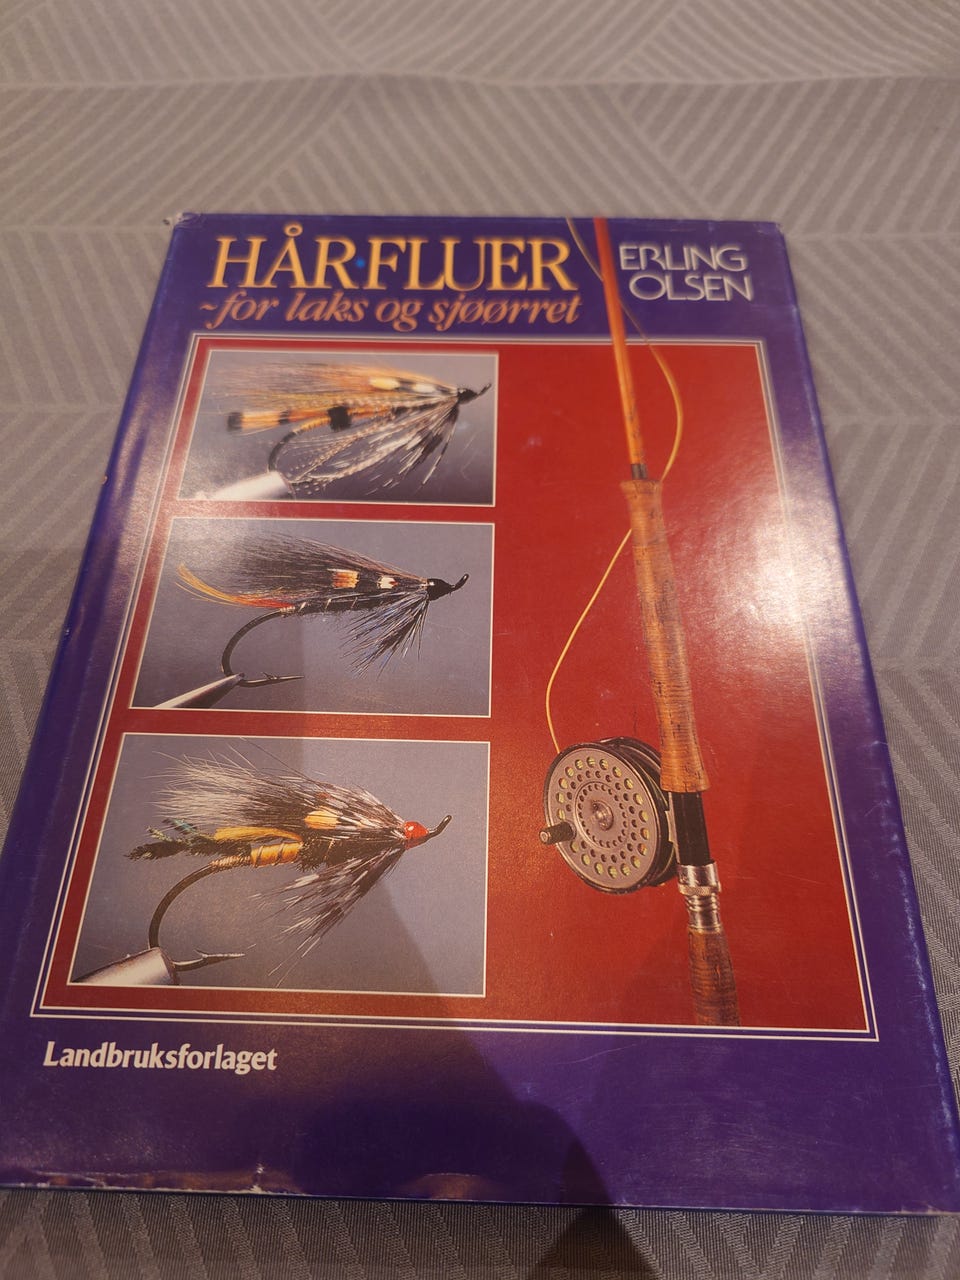 HÅR·FLUER
~for laks og sjøørret
ERLING
OLSEN
Landbruksforlaget